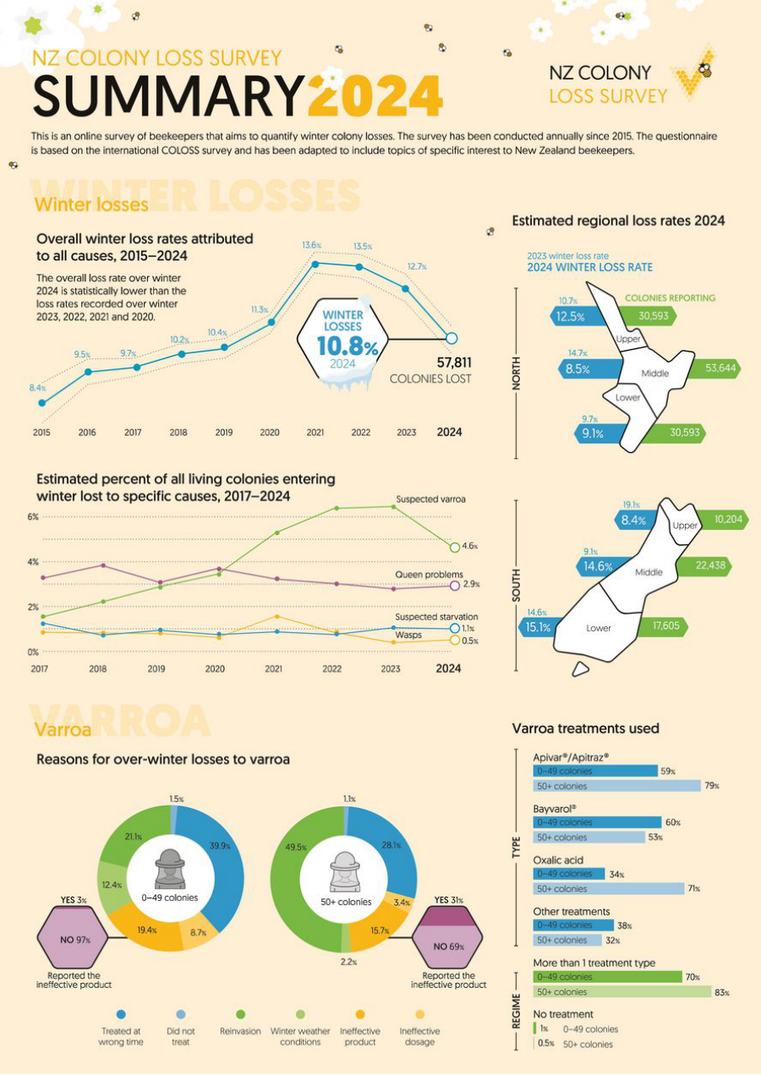 NZ COLONY LOSS SURVEY
SUMMARY 2024
NZ COLONY
LOSS SURVEY
This is an online survey of beekeepers that aims to quantify winter colony losses. The survey has been conducted annually since 2015. The questionnaire
is based on the international COLOSS survey and has been adapted to include topics of specific interest to New Zealand beekeepers.
WINTER LOSSES
Winter losses
Overall winter loss rates attributed
to all causes, 2015–2024
The overall loss rate over winter
2024 is statistically lower than the
loss rates recorded over winter
2023, 2022, 2021 and 2020.
8.4%
9.5%
9.7%
10.2%
10.4%
11.3%
13.6%
13.5%
12.7%
WINTER
LOSSES
10.8%
2024
57,811
COLONIES LOST
2015
2016
2017
2018
2019
2020
2021
2022
2023
2024
Estimated percent of all living colonies entering
winter lost to specific causes, 2017–2024
6%
4%
2%
0%
Suspected varroa
4.6%
Queen problems
2.9%
Suspected starvation
1.1%
Wasps
0.5%
2017
2018
2019
2020
2021
2022
2023
2024
Estimated regional loss rates 2024
2023 winter loss rate
2024 WINTER LOSS RATE
COLONIES REPORTING
NORTH
10.7%
12.5%
Upper
30,593
14.7%
8.5%
Middle
53,644
9.7%
9.1%
Lower
30,593
SOUTH
19.1%
8.4%
Upper
10,204
9.1%
14.6%
Middle
22,438
14.6%
15.1%
Lower
17,605
VARROA
Varroa
Reasons for over-winter losses to varroa
1.5%
39.9%
8.7%
19.4%
12.4%
21.1%
0–49 colonies
YES 3%
NO 97%
Reported the
ineffective product
1.1%
28.1%
3.4%
15.7%
2.2%
49.5%
50+ colonies
YES 31%
NO 69%
Reported the
ineffective product
Treated at
wrong time
Did not
treat
Reinvasion
Winter weather
conditions
Ineffective
product
Ineffective
dosage
Varroa treatments used
TYPE
Apivar®/Apitraz®
0–49 colonies 59%
50+ colonies 79%
Bayvarol®
0–49 colonies 60%
50+ colonies 53%
Oxalic acid
0–49 colonies 34%
50+ colonies 71%
Other treatments
0–49 colonies 38%
50+ colonies 32%
REGIME
More than 1 treatment type
0–49 colonies 70%
50+ colonies 83%
No treatment
1% 0–49 colonies
0.5% 50+ colonies